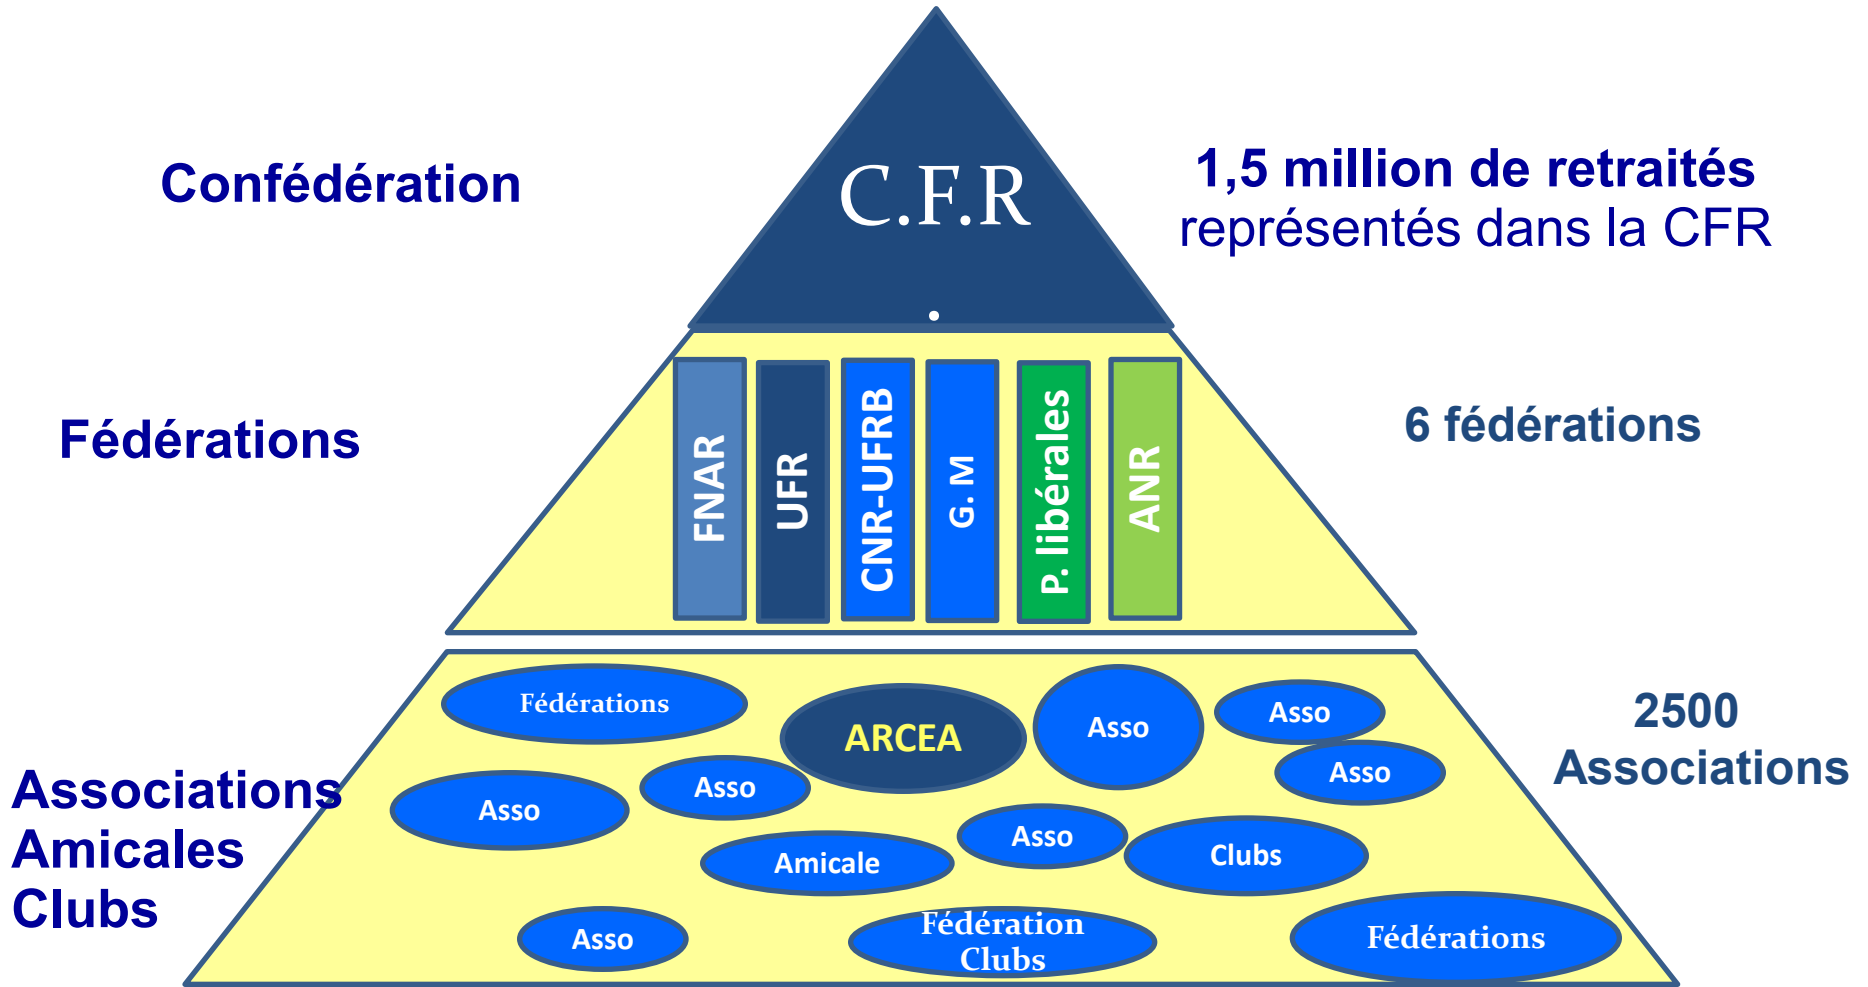 Confédération
C.F.R
.
1,5 million de retraités
représentés dans la CFR
Fédérations
FNAR
UFR
CNR-UFRB
G. M
P. libérales
ANR
6 fédérations
Associations
Amicales
Clubs
Fédérations
ARCEA
Asso
Asso
Asso
Asso
Asso
Asso
Amicale
Clubs
Asso
Fédération
Clubs
Fédérations
2500
Associations